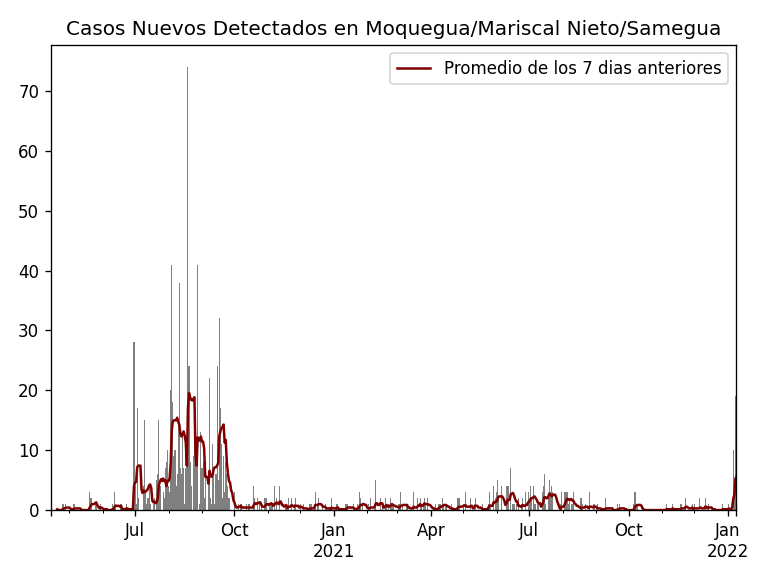 Casos Nuevos Detectados en Moquegua/Mariscal Nieto/Samegua
Promedio de los 7 dias anteriores
70
60
50
40
30
20
10
0
Jul
Oct
Jan
2021
Apr
Jul
Oct
Jan
2022